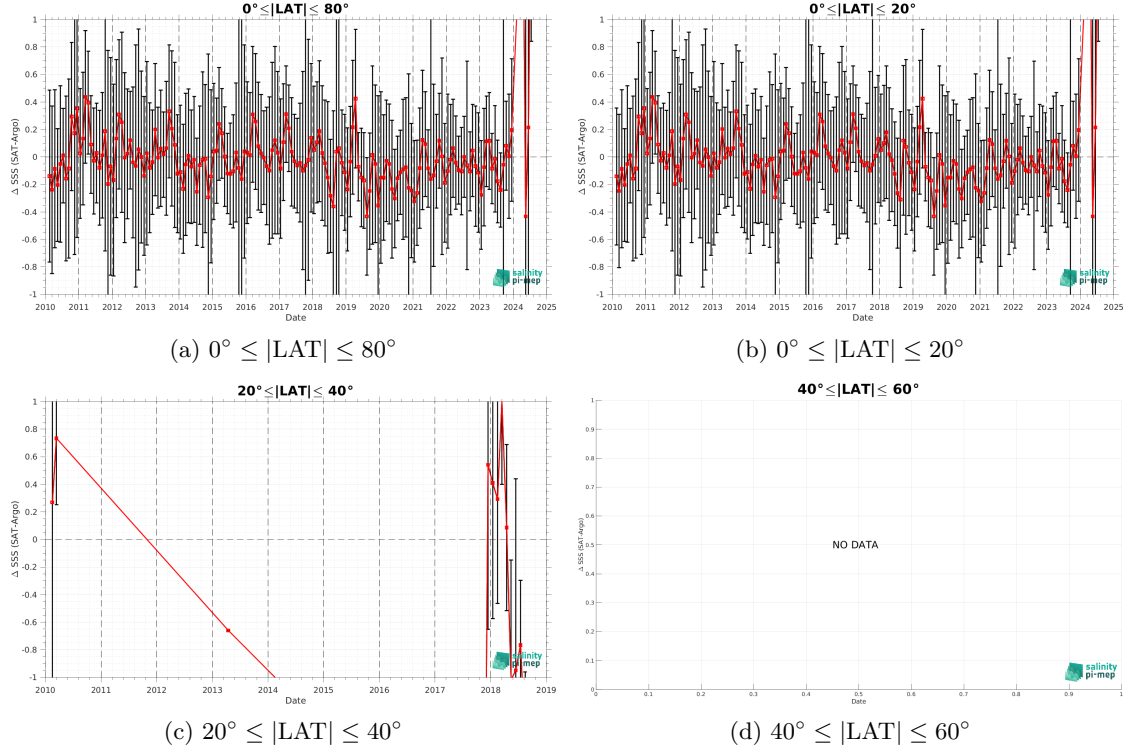 0°≤|LAT|≤ 80°
1
0.8
0.6
0.4
0.2
0
-0.2
-0.4
-0.6
-0.8
-1
Δ SSS (SAT-Argo)
2010 2011 2012 2013 2014 2015 2016 2017 2018 2019 2020 2021 2022 2023 2024 2025
Date
salinity
pi-mep
(a) 0° ≤ |LAT| ≤ 80°
0°≤|LAT|≤ 20°
1
0.8
0.6
0.4
0.2
0
-0.2
-0.4
-0.6
-0.8
-1
Δ SSS (SAT-Argo)
2010 2011 2012 2013 2014 2015 2016 2017 2018 2019 2020 2021 2022 2023 2024 2025
Date
salinity
pi-mep
(b) 0° ≤ |LAT| ≤ 20°
20°≤|LAT|≤ 40°
1
0.8
0.6
0.4
0.2
0
-0.2
-0.4
-0.6
-0.8
-1
Δ SSS (SAT-Argo)
2010 2011 2012 2013 2014 2015 2016 2017 2018 2019
Date
salinity
pi-mep
(c) 20° ≤ |LAT| ≤ 40°
40°≤|LAT|≤ 60°
1
0.9
0.8
0.7
0.6
0.5
0.4
0.3
0.2
0.1
0
Δ SSS (SAT-Argo)
NO DATA
0 0.1 0.2 0.3 0.4 0.5 0.6 0.7 0.8 0.9 1
Date
salinity
pi-mep
(d) 40° ≤ |LAT| ≤ 60°